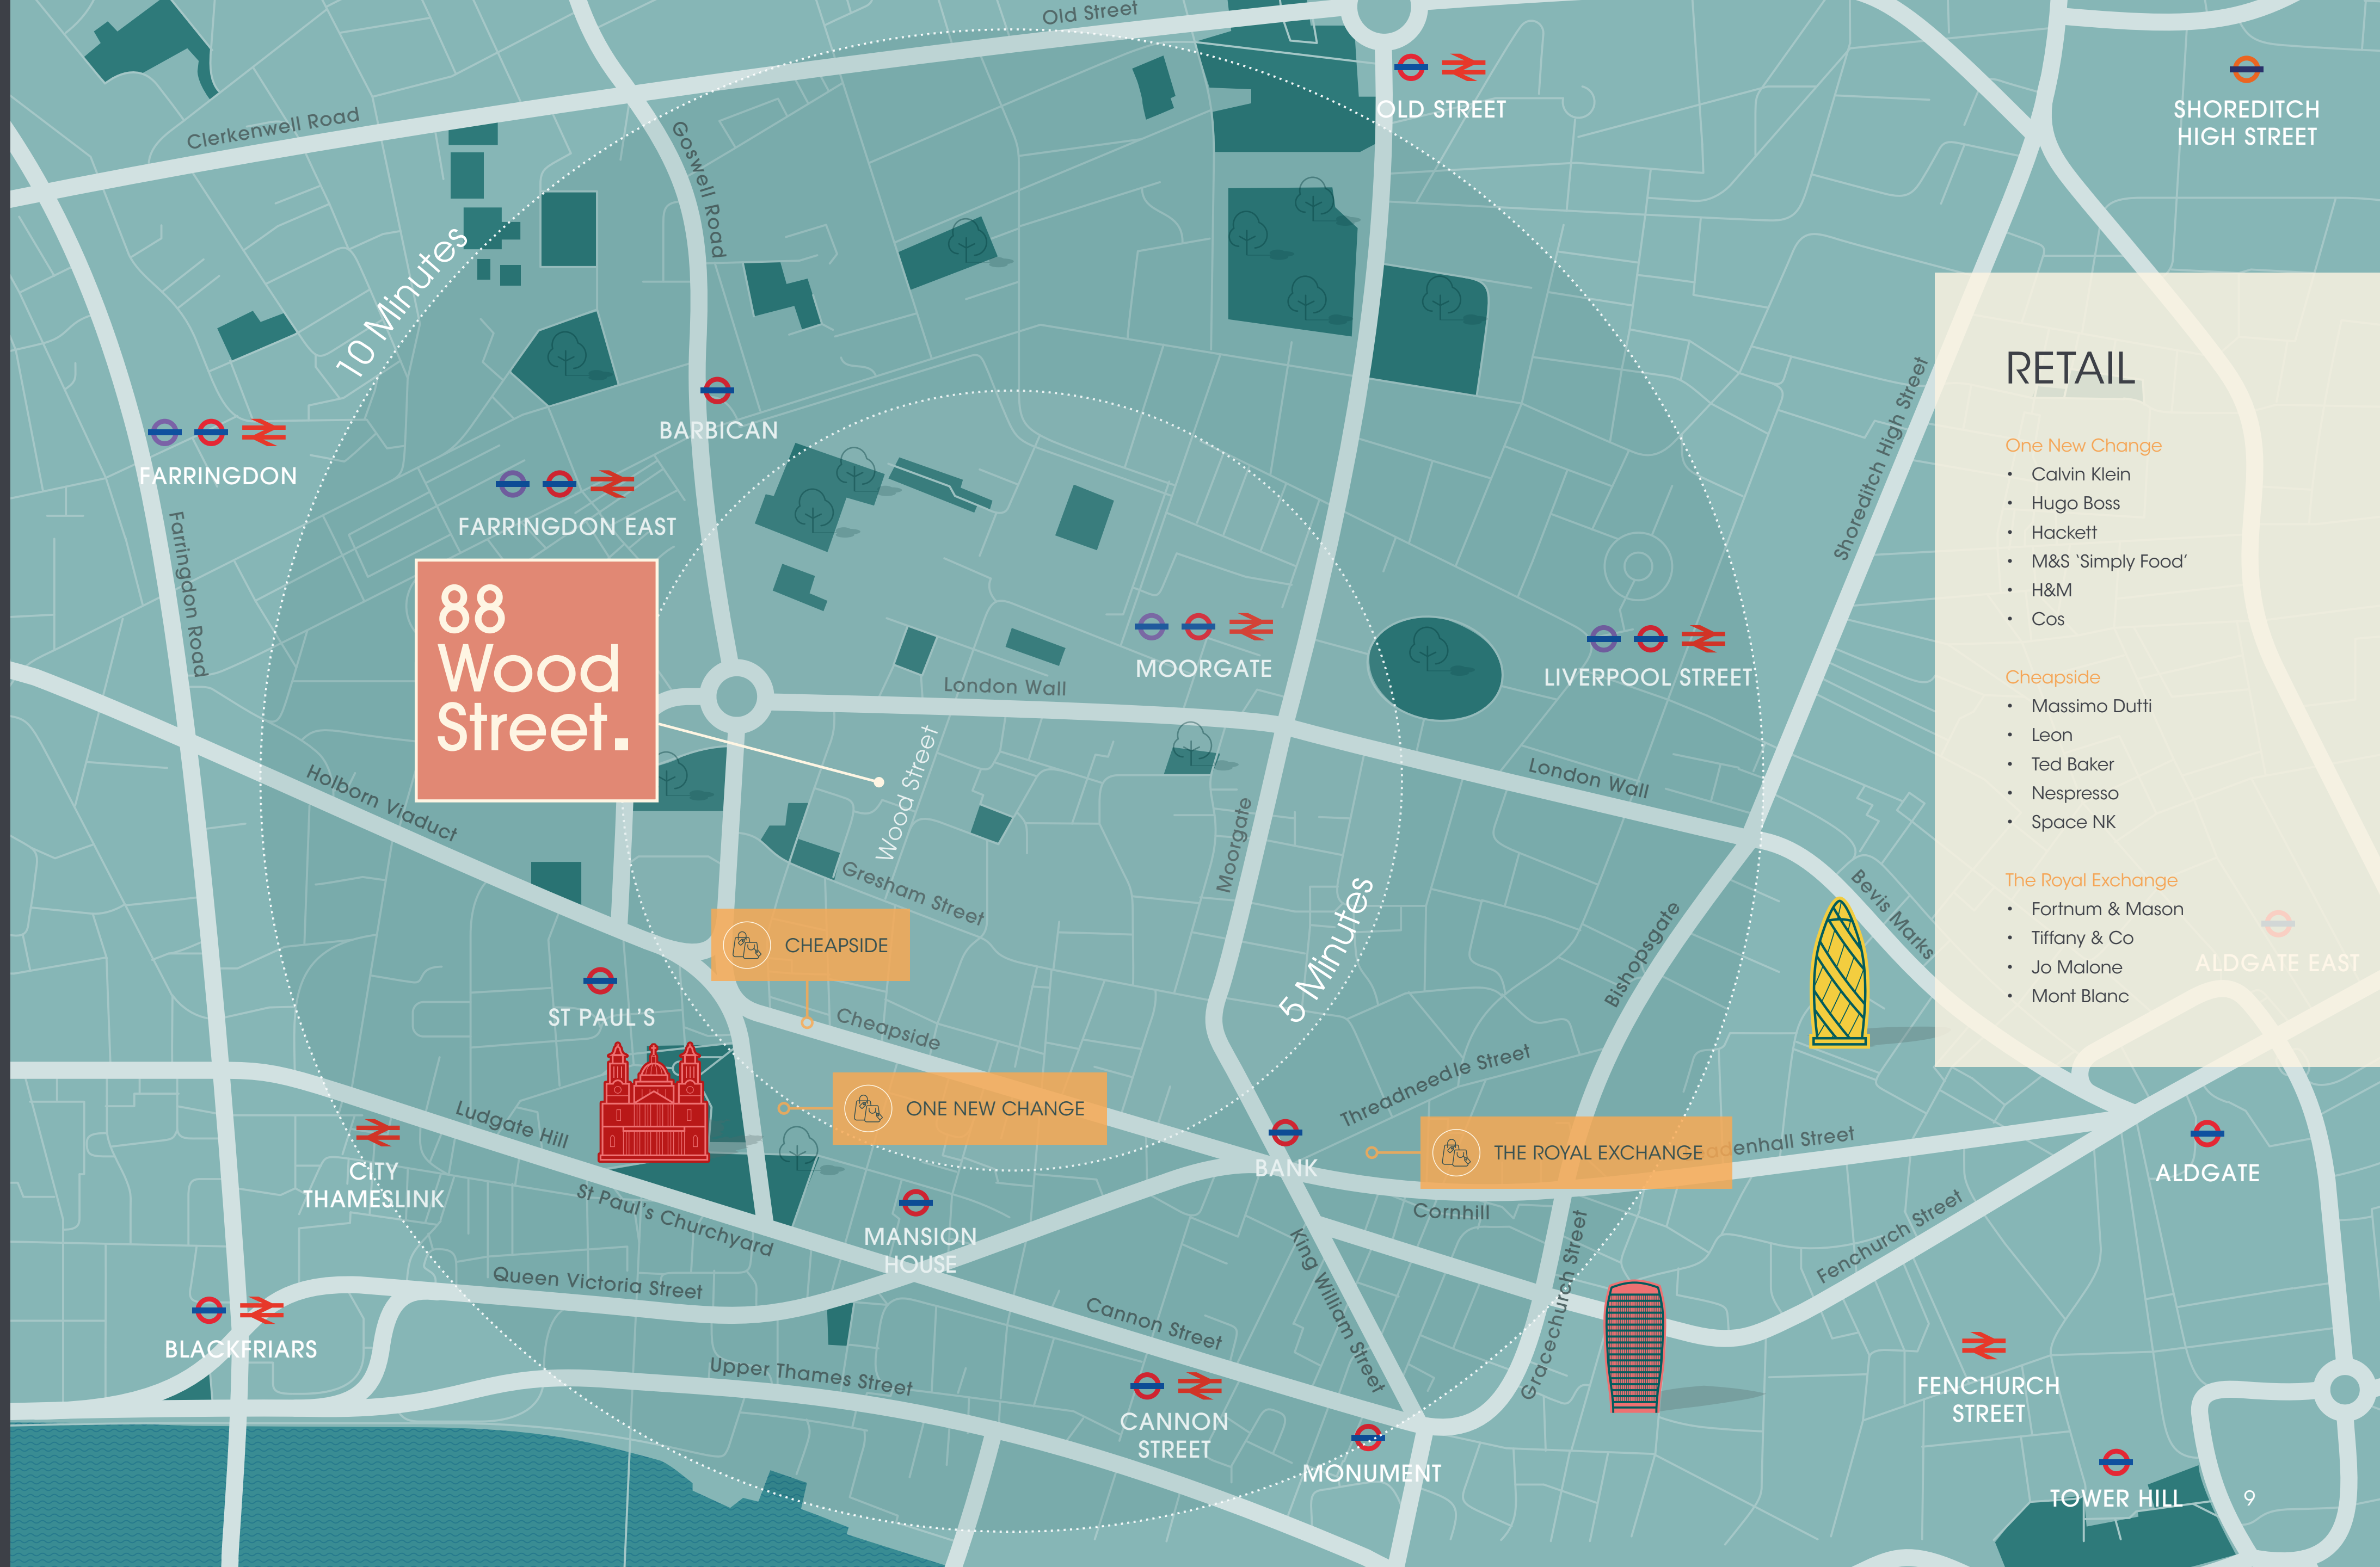 Old Street
OLD STREET
SHOREDITCH
HIGH STREET
Clerkenwell Road
Goswell Road
10 Minutes
BARBICAN
FARRINGDON
FARRINGDON EAST
Farringdon Road
Shoreditch High Street
88
Wood
Street.
MOORGATE
LIVERPOOL STREET
London Wall
Wood Street
London Wall
Holborn Viaduct
Moorgate
Gresham Street
5 Minutes
Bishopsgate
Bevis Marks
CHEAPSIDE
ST PAUL'S
Cheapside
ONE NEW CHANGE
Threadneedle Street
THE ROYAL EXCHANGE
adenhall Street
BANK
Cornhill
Ludgate Hill
CITY
THAMESLINK
St Paul's Churchyard
MANSION
HOUSE
Queen Victoria Street
King William Street
Gracechurch Street
Fenchurch Street
Cannon Street
BLACKFRIARS
Upper Thames Street
CANNON
STREET
MONUMENT
FENCHURCH
STREET
ALDGATE
TOWER HILL
RETAIL
One New Change
• Calvin Klein
• Hugo Boss
• Hackett
• M&S ‘Simply Food’
• H&M
• Cos
Cheapside
• Massimo Dutti
• Leon
• Ted Baker
• Nespresso
• Space NK
The Royal Exchange
• Fortnum & Mason
• Tiffany & Co
• Jo Malone
• Mont Blanc
ALDGATE EAST
9